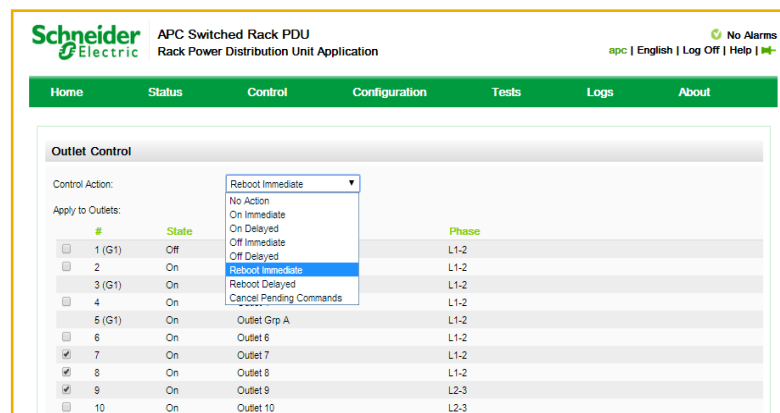 Schneider Electric
APC Switched Rack PDU
Rack Power Distribution Unit Application
No Alarms
apc | English | Log Off | Help |
Home Status Control Configuration Tests Logs About
Outlet Control
Control Action: Reboot Immediate
No Action
On Immediate
On Delayed
Off Immediate
Off Delayed
Reboot Immediate
Reboot Delayed
Cancel Pending Commands
Apply to Outlets:
# State Phase
1 (G1) Off L1-2
2 On L1-2
3 (G1) On L1-2
4 On L1-2
5 (G1) On Outlet Grp A L1-2
6 On Outlet 6 L1-2
7 On Outlet 7 L1-2
8 On Outlet 8 L1-2
9 On Outlet 9 L2-3
10 On Outlet 10 L2-3